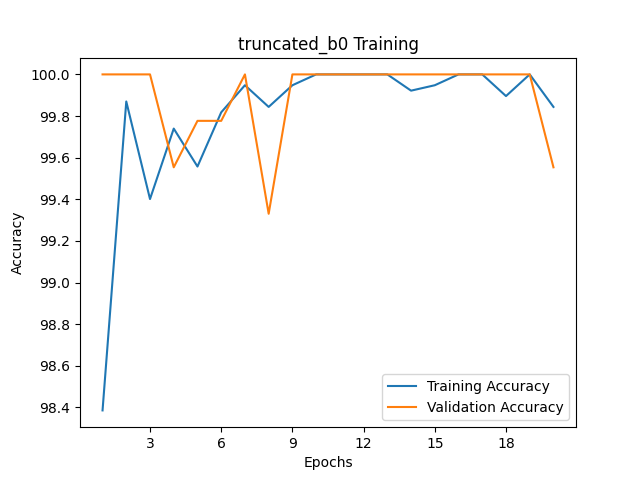 truncated_b0 Training
100.0
99.8
99.6
99.4
99.2
99.0
98.8
98.6
98.4
Accuracy
3 6 9 12 15 18
Epochs
Training Accuracy
Validation Accuracy